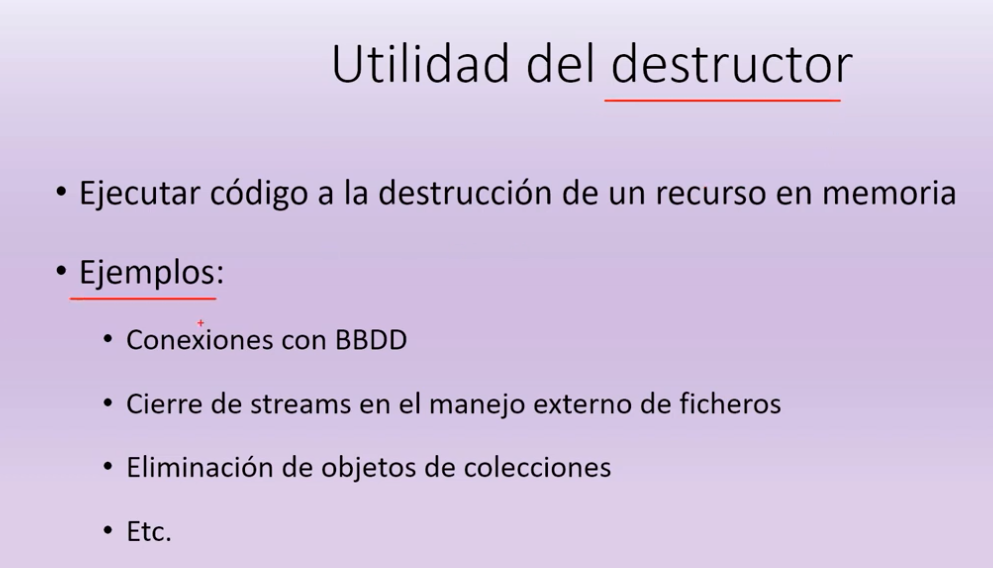 Utilidad del destructor
• Ejecutar código a la destrucción de un recurso en memoria
• Ejemplos:
• Conexiones con BBDD
• Cierre de streams en el manejo externo de ficheros
• Eliminación de objetos de colecciones
• Etc.